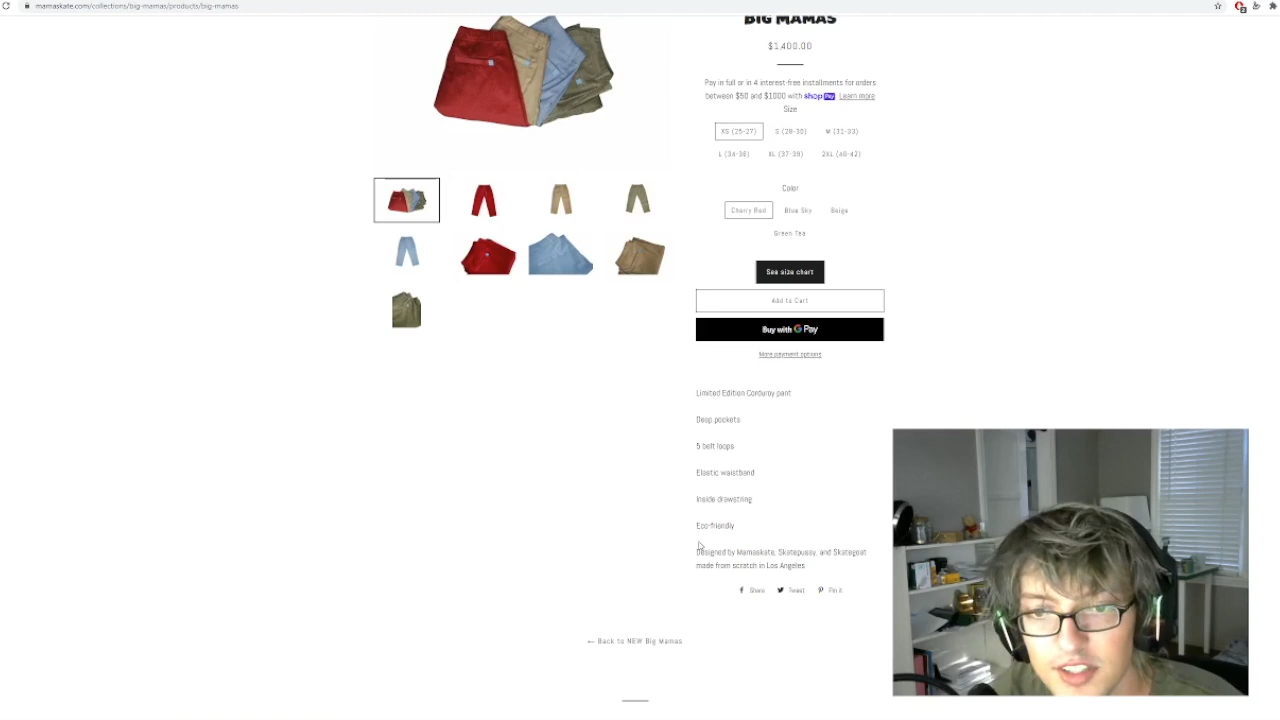 mamaskate.com/collections/big-mamas/products/big-mamas
BIG MAMAS
$1,400.00
Pay in full or in 4 interest-free installments for orders
between $50 and $1000 with shop Pay Learn more
Size
XS (25-27) S (28-30) M (31-33)
L (34-36) XL (37-39) 2XL (40-42)
Color
Cherry Red Blue Sky Beige
Green Tea
See size chart
Add to Cart
Buy with G Pay
More payment options
Limited Edition Corduroy pant
Deep pockets
5 belt loops
Elastic waistband
Inside drawstring
Eco-friendly
Designed by Mamaskate, Skatepussy, and Skategoat
made from scratch in Los Angeles
Share Tweet Pin it
← Back to NEW Big Mamas